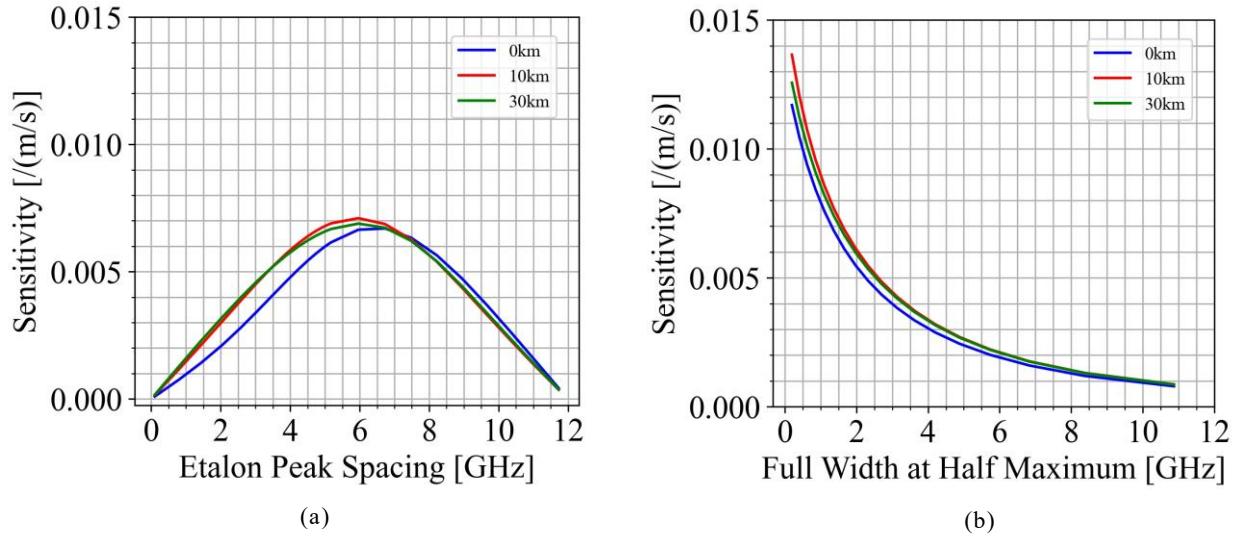 0.015
0.010
0.005
0.000
Sensitivity [/(m/s)]
0km
10km
30km
0 2 4 6 8 10 12
Etalon Peak Spacing [GHz]
(a)
0.015
0.010
0.005
0.000
Sensitivity [/(m/s)]
0km
10km
30km
0 2 4 6 8 10 12
Full Width at Half Maximum [GHz]
(b)